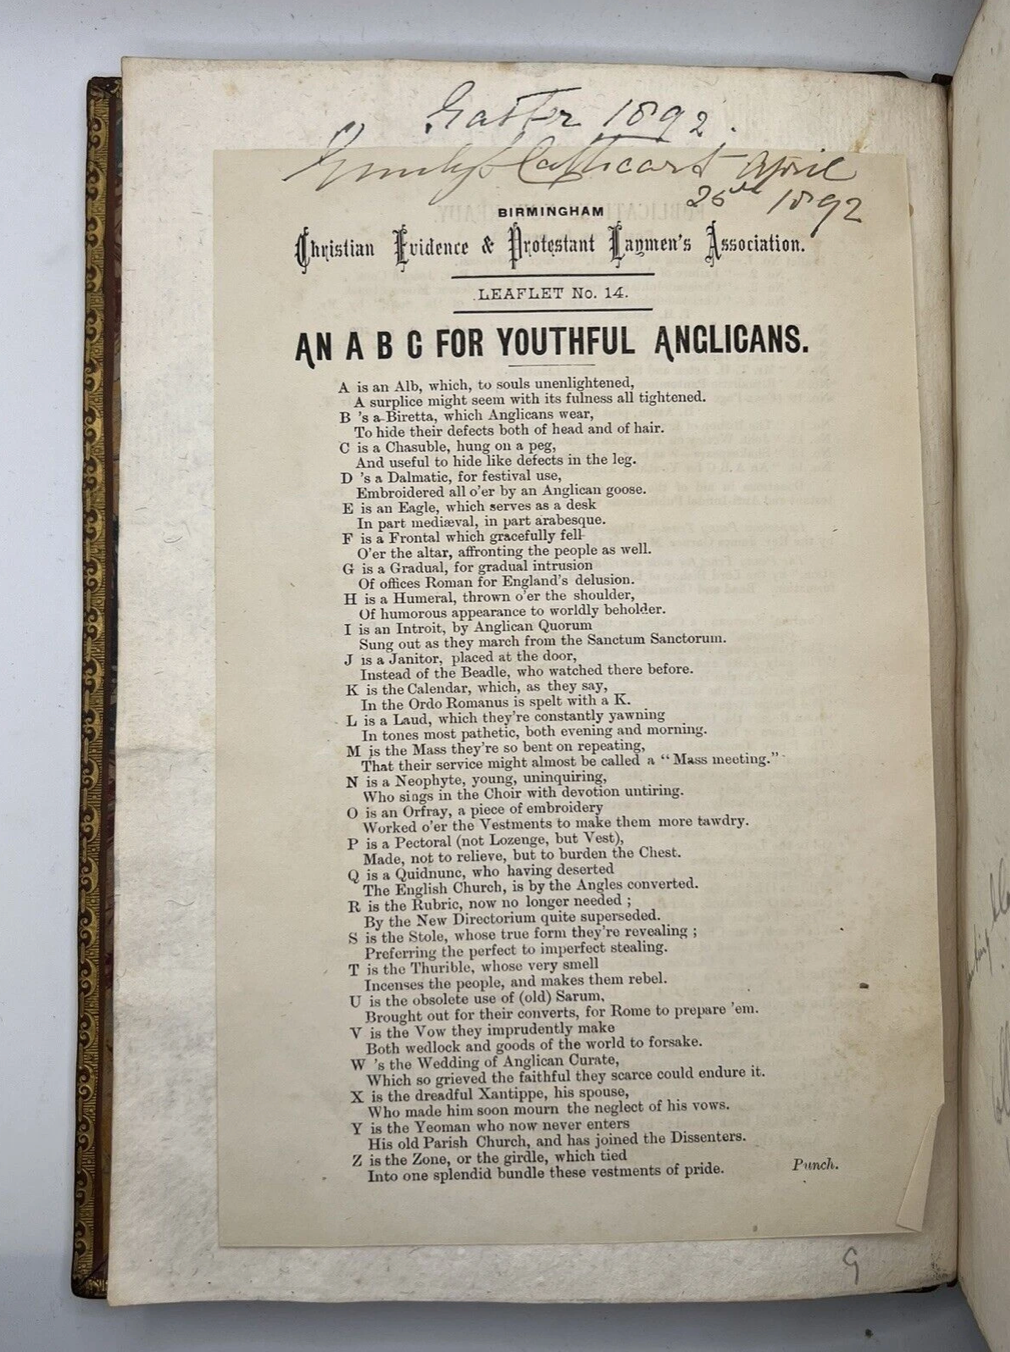 Easter 1892.
Cathcart April
26th 1892
BIRMINGHAM
Christian Evidence & Protestant Laymen's Association.
LEAFLET No. 14.
AN A B C FOR YOUTHFUL ANGLICANS.
A is an Alb, which, to souls unenlightened,
A surplice might seem with its fulness all tightened.
B 's a Biretta, which Anglicans wear,
To hide their defects both of head and of hair.
C is a Chasuble, hung on a peg,
And useful to hide like defects in the leg.
D 's a Dalmatic, for festival use,
Embroidered all o'er by an Anglican goose.
E is an Eagle, which serves as a desk
In part mediæval, in part arabesque.
F is a Frontal which gracefully fell
O'er the altar, affronting the people as well.
G is a Gradual, for gradual intrusion
Of offices Roman for England's delusion.
H is a Humeral, thrown o'er the shoulder,
Of humorous appearance to worldly beholder.
I is an Introit, by Anglican Quorum
Sung out as they march from the Sanctum Sanctorum.
J is a Janitor, placed at the door,
Instead of the Beadle, who watched there before.
K is the Calendar, which, as they say,
In the Ordo Romanus is spelt with a K.
L is a Laud, which they're constantly yawning
In tones most pathetic, both evening and morning.
M is the Mass they're so bent on repeating,
That their service might almost be called a "Mass meeting."
N is a Neophyte, young, uninquiring,
Who sings in the Choir with devotion untiring.
O is an Orfray, a piece of embroidery
Worked o'er the Vestments to make them more tawdry.
P is a Pectoral (not Lozenge, but Vest),
Made, not to relieve, but to burden the Chest.
Q is a Quidnunc, who having deserted
The English Church, is by the Angles converted.
R is the Rubric, now no longer needed ;
By the New Directorium quite superseded.
S is the Stole, whose true form they're revealing ;
Preferring the perfect to imperfect stealing.
T is the Thurible, whose very smell
Incenses the people, and makes them rebel.
U is the obsolete use of (old) Sarum,
Brought out for their converts, for Rome to prepare 'em.
V is the Vow they imprudently make
Both wedlock and goods of the world to forsake.
W 's the Wedding of Anglican Curate,
Which so grieved the faithful they scarce could endure it.
X is the dreadful Xantippe, his spouse,
Who made him soon mourn the neglect of his vows.
Y is the Yeoman who now never enters
His old Parish Church, and has joined the Dissenters.
Z is the Zone, or the girdle, which tied
Into one splendid bundle these vestments of pride.
Punch.